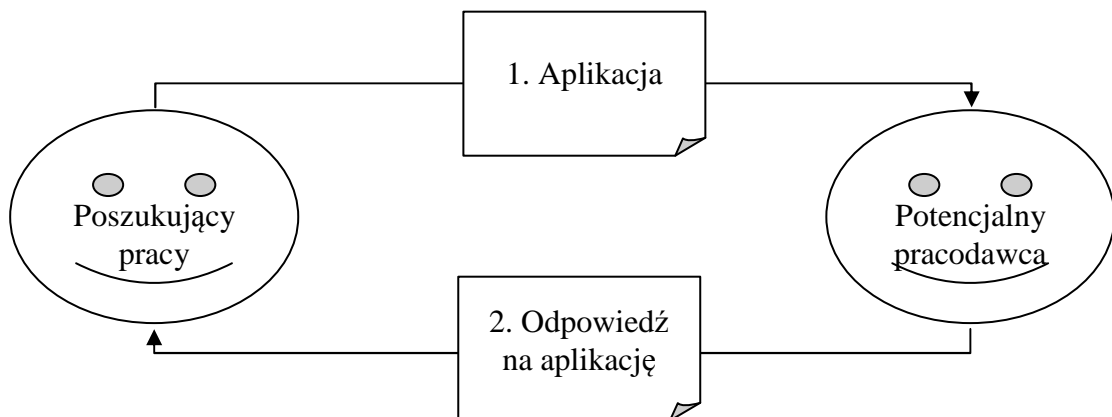 1. Aplikacja
Poszukujący
pracy
Potencjalny
pracodawca
2. Odpowiedź
na aplikację